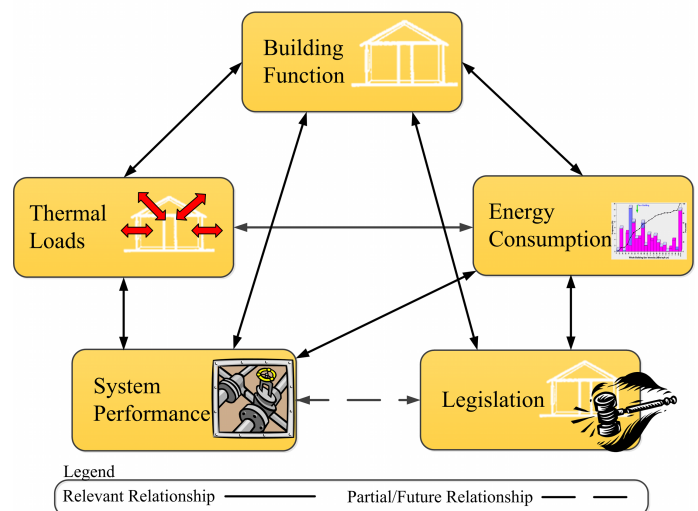 Building
Function
Thermal
Loads
Energy
Consumption
System
Performance
Legislation
Legend
Relevant Relationship
Partial/Future Relationship